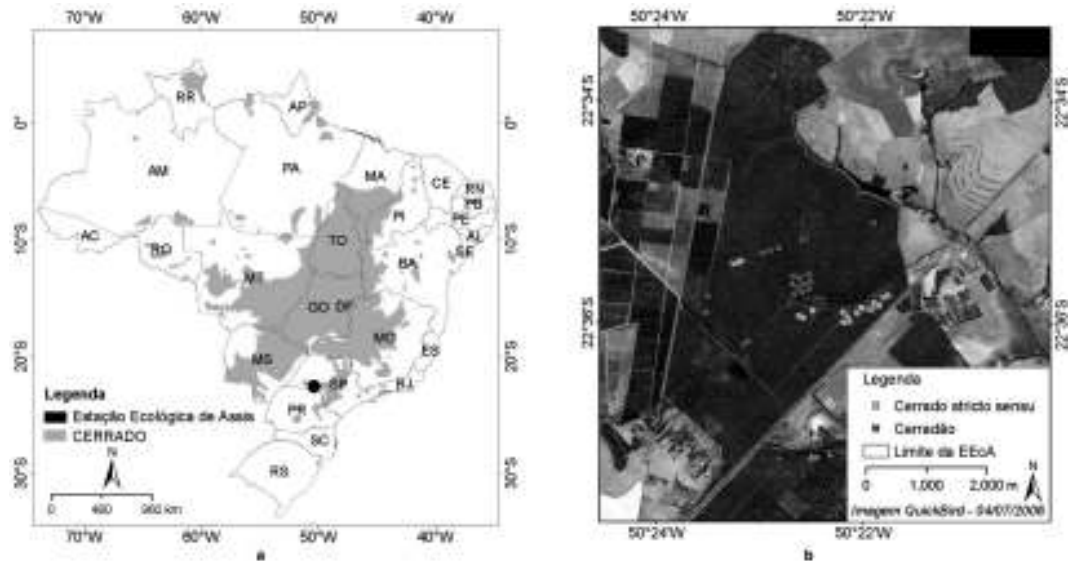 70°W 60°W 50°W 40°W
0°
10°S
20°S
30°S
RR
AP
AM
PA
MA
CE
RN
PB
PE
AL
SE
PI
AC
RO
TO
BA
MT
GO DF
MG
ES
MS
SP
RJ
PR
SC
RS
Legenda
Estação Ecológica de Assis
CERRADO
N
0 480 960 km
0°
10°S
20°S
30°S
70°W 60°W 50°W 40°W
a
50°24'W 50°22'W
22°34'S
22°36'S
22°34'S
22°36'S
Legenda
Cerrado stricto sensu
Cerradão
Limite da EEcA
N
0 1.000 2.000 m
Imagem QuickBird - 04/07/2006
50°24'W 50°22'W
b